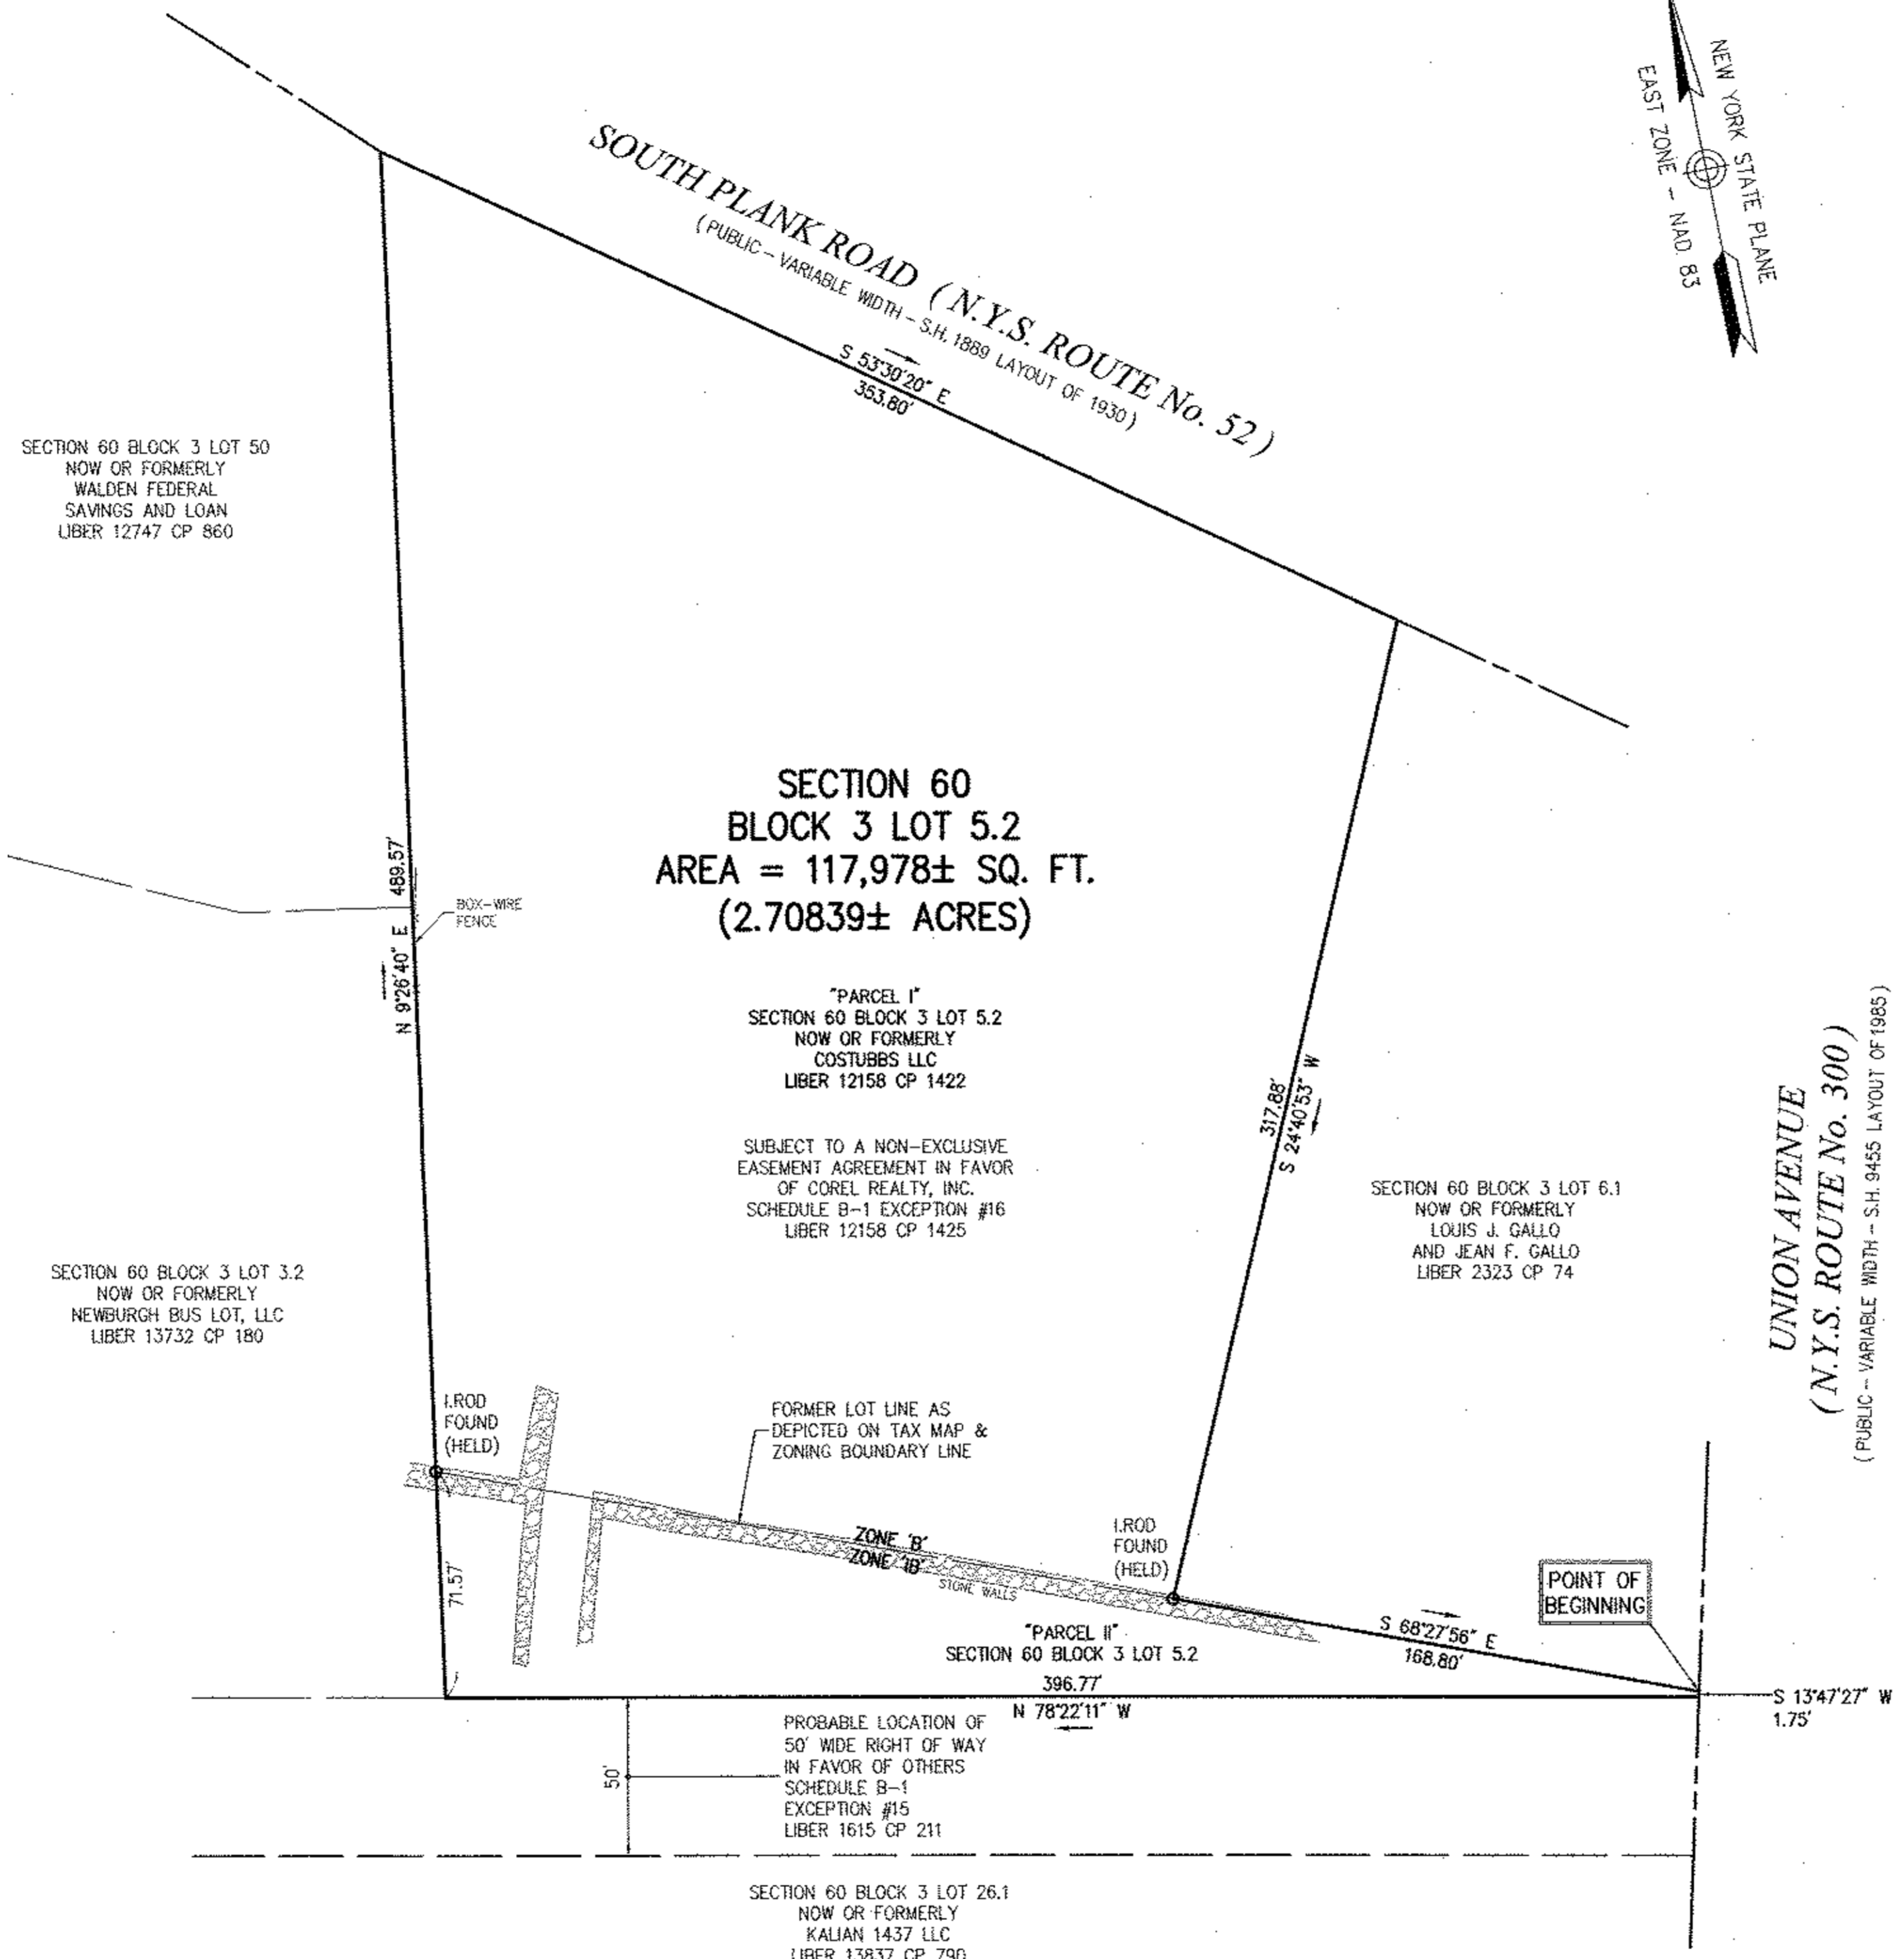 NEW YORK STATE PLANE
EAST ZONE - NAD 83
SOUTH PLANK ROAD (N.Y.S. ROUTE No. 52)
(PUBLIC - VARIABLE WIDTH - S.H. 1889 LAYOUT OF 1930)
S 53°30'20" E
353.80'
SECTION 60 BLOCK 3 LOT 50
NOW OR FORMERLY
WALDEN FEDERAL
SAVINGS AND LOAN
LIBER 12747 CP 860
SECTION 60
BLOCK 3 LOT 5.2
AREA = 117,978± SQ. FT.
(2.70839± ACRES)
N 9°26'40" E 489.57'
BOX-WIRE
FENCE
"PARCEL I"
SECTION 60 BLOCK 3 LOT 5.2
NOW OR FORMERLY
COSTUBBS LLC
LIBER 12158 CP 1422
SUBJECT TO A NON-EXCLUSIVE
EASEMENT AGREEMENT IN FAVOR
OF COREL REALTY, INC.
SCHEDULE B-1 EXCEPTION #16
LIBER 12158 CP 1425
317.88'
S 24°40'53" W
SECTION 60 BLOCK 3 LOT 6.1
NOW OR FORMERLY
LOUIS J. GALLO
AND JEAN F. GALLO
LIBER 2323 CP 74
UNION AVENUE
(N.Y.S. ROUTE No. 300)
(PUBLIC - VARIABLE WIDTH - S.H. 9455 LAYOUT OF 1985)
SECTION 60 BLOCK 3 LOT 3.2
NOW OR FORMERLY
NEWBURGH BUS LOT, LLC
LIBER 13732 CP 180
I.ROD
FOUND
(HELD)
FORMER LOT LINE AS
DEPICTED ON TAX MAP &
ZONING BOUNDARY LINE
ZONE 'B'
ZONE 'IB'
STONE WALLS
I.ROD
FOUND
(HELD)
POINT OF
BEGINNING
71.57'
"PARCEL II"
SECTION 60 BLOCK 3 LOT 5.2
S 68°27'56" E
168.80'
396.77'
N 78°22'11" W
S 13°47'27" W
1.75'
50'
PROBABLE LOCATION OF
50' WIDE RIGHT OF WAY
IN FAVOR OF OTHERS
SCHEDULE B-1
EXCEPTION #15
LIBER 1615 CP 211
SECTION 60 BLOCK 3 LOT 26.1
NOW OR FORMERLY
KALIAN 1437 LLC
LIBER 13837 CP 790